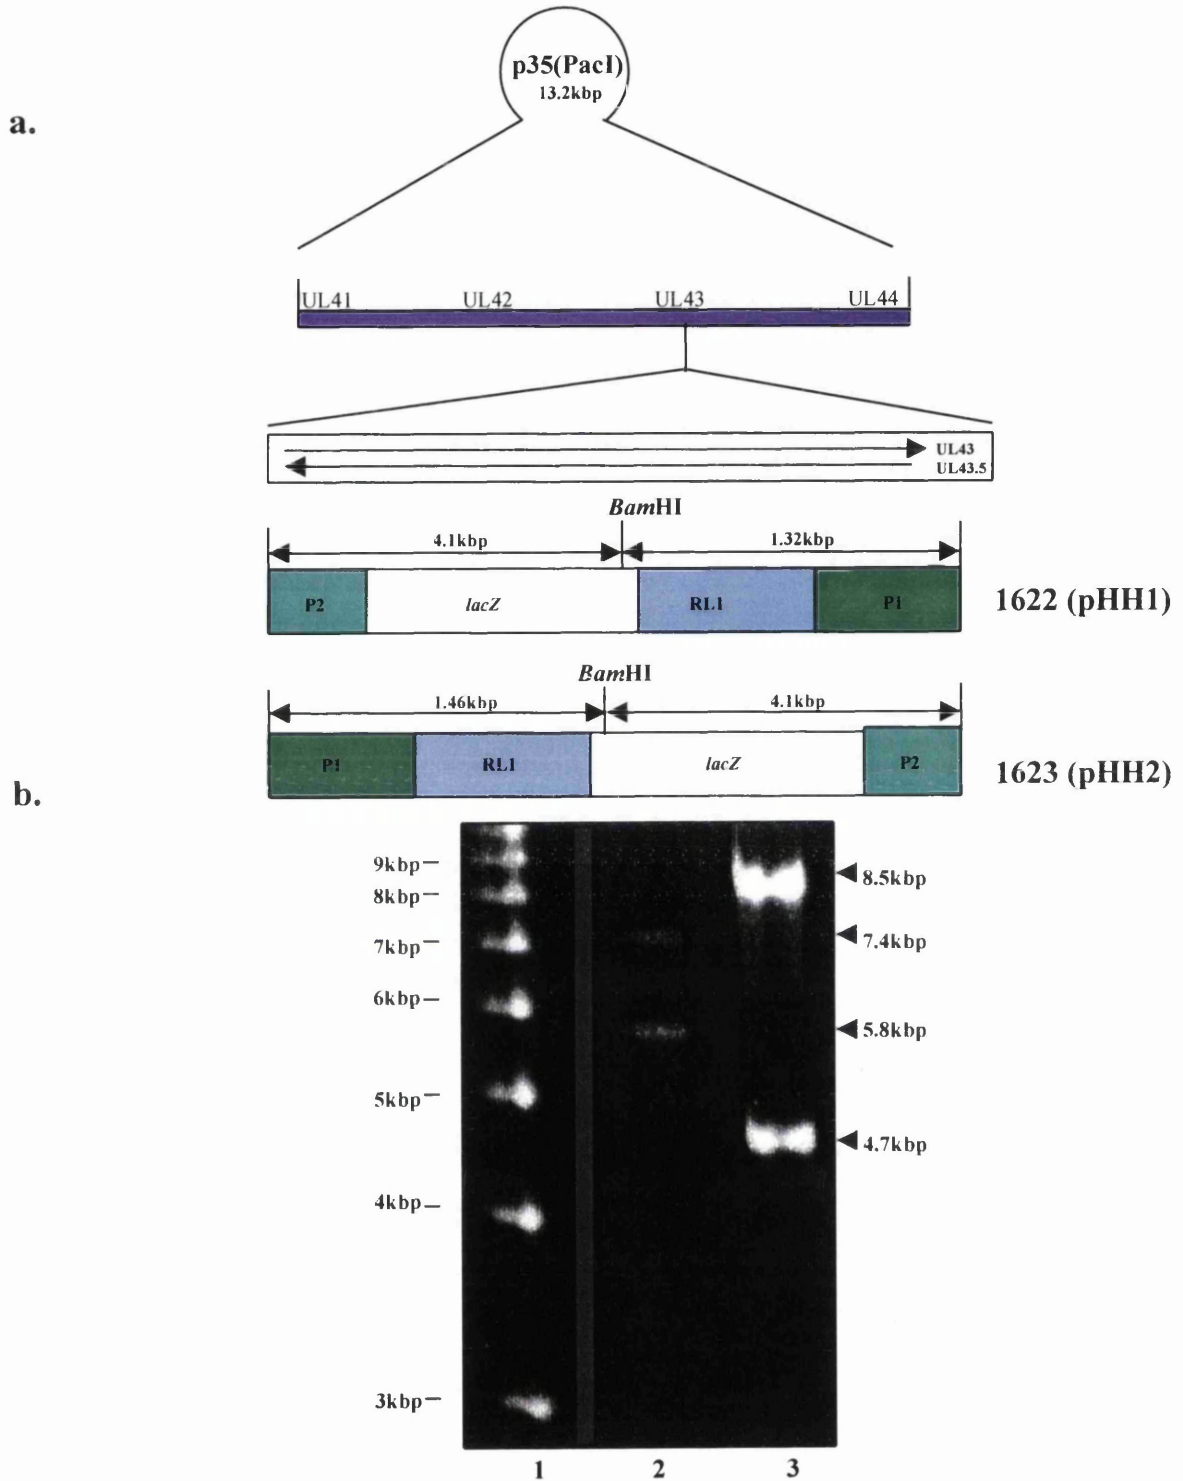 a.
p35(PacI)
13.2kbp
UL41 UL42 UL43 UL44
UL43
UL43.5
BamHI
4.1kbp 1.32kbp
P2 lacZ RL1 P1 1622 (pHH1)
BamHI
1.46kbp 4.1kbp
P1 RL1 lacZ P2 1623 (pHH2)
b.
9kbp
8.5kbp
8kbp
7kbp
7.4kbp
6kbp
5.8kbp
5kbp
4.7kbp
4kbp
3kbp
1 2 3